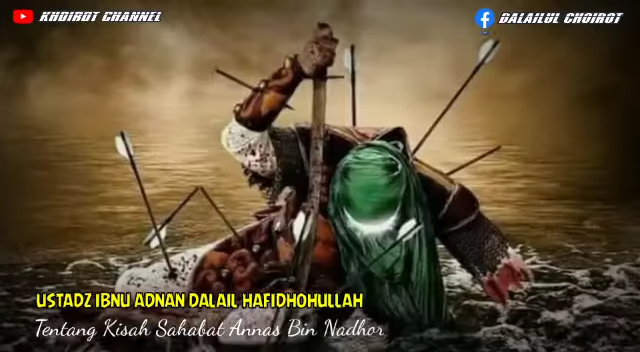 KHOIROT CHANNEL
DALAILUL CHOIROT
USTADZ IBNU ADNAN DALAIL HAFIDHOHULLAH
Tentang Kisah Sahabat Annas Bin Nadhor